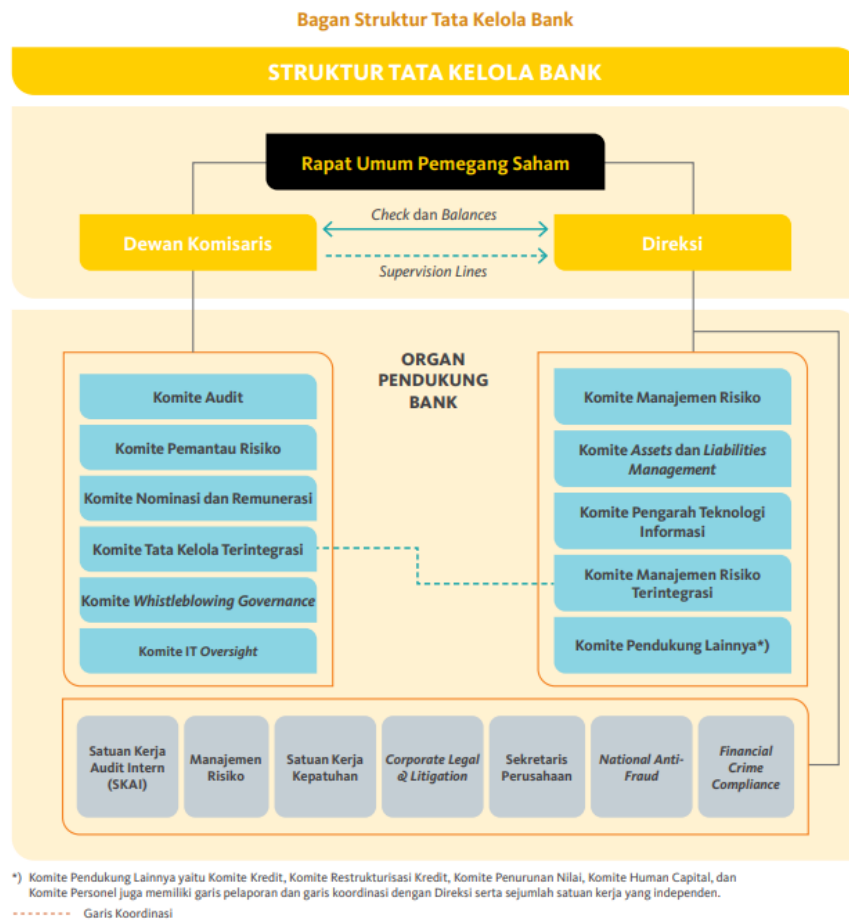 Bagan Struktur Tata Kelola Bank
STRUKTUR TATA KELOLA BANK
Rapat Umum Pemegang Saham
Check dan Balances
Dewan Komisaris
Direksi
Supervision Lines
ORGAN
PENDUKUNG
BANK
Komite Audit
Komite Pemantau Risiko
Komite Nominasi dan Remunerasi
Komite Tata Kelola Terintegrasi
Komite Whistleblowing Governance
Komite IT Oversight
Komite Manajemen Risiko
Komite Assets dan Liabilities
Management
Komite Pengarah Teknologi
Informasi
Komite Manajemen Risiko
Terintegrasi
Komite Pendukung Lainnya*)
Satuan Kerja
Audit Intern
(SKAI)
Manajemen
Risiko
Satuan Kerja
Kepatuhan
Corporate Legal
& Litigation
Sekretaris
Perusahaan
National Anti-
Fraud
Financial
Crime
Compliance
*) Komite Pendukung Lainnya yaitu Komite Kredit, Komite Restrukturisasi Kredit, Komite Penurunan Nilai, Komite Human Capital, dan
Komite Personel juga memiliki garis pelaporan dan garis koordinasi dengan Direksi serta sejumlah satuan kerja yang independen.
Garis Koordinasi